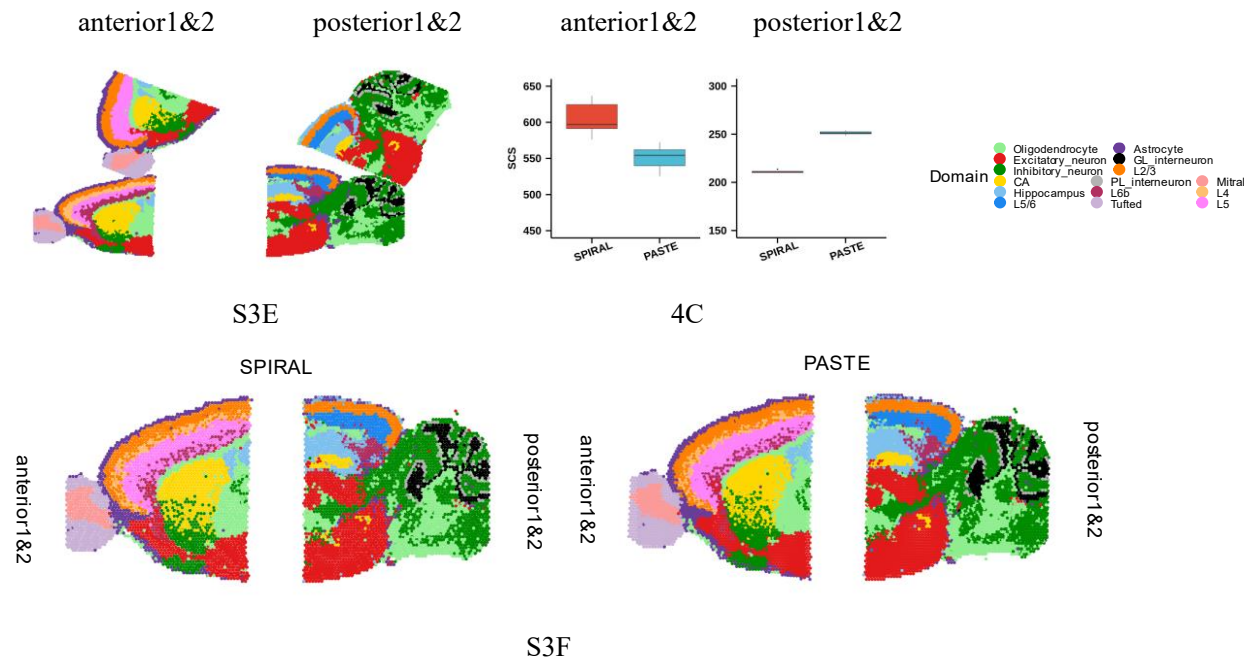 anterior1&2
posterior1&2
anterior1&2
posterior1&2
650
600
550
500
450
SCS
SPIRAL
PASTE
300
250
200
150
SPIRAL
PASTE
Domain
Oligodendrocyte
Excitatory_neuron
Inhibitory_neuron
CA
Hippocampus
L5/6
Astrocyte
GL_interneuron
L2/3
PL_interneuron
L6b
Tufted
Mitral
L4
L5
S3E
4C
SPIRAL
PASTE
anterior1&2
posterior1&2
anterior1&2
posterior1&2
S3F